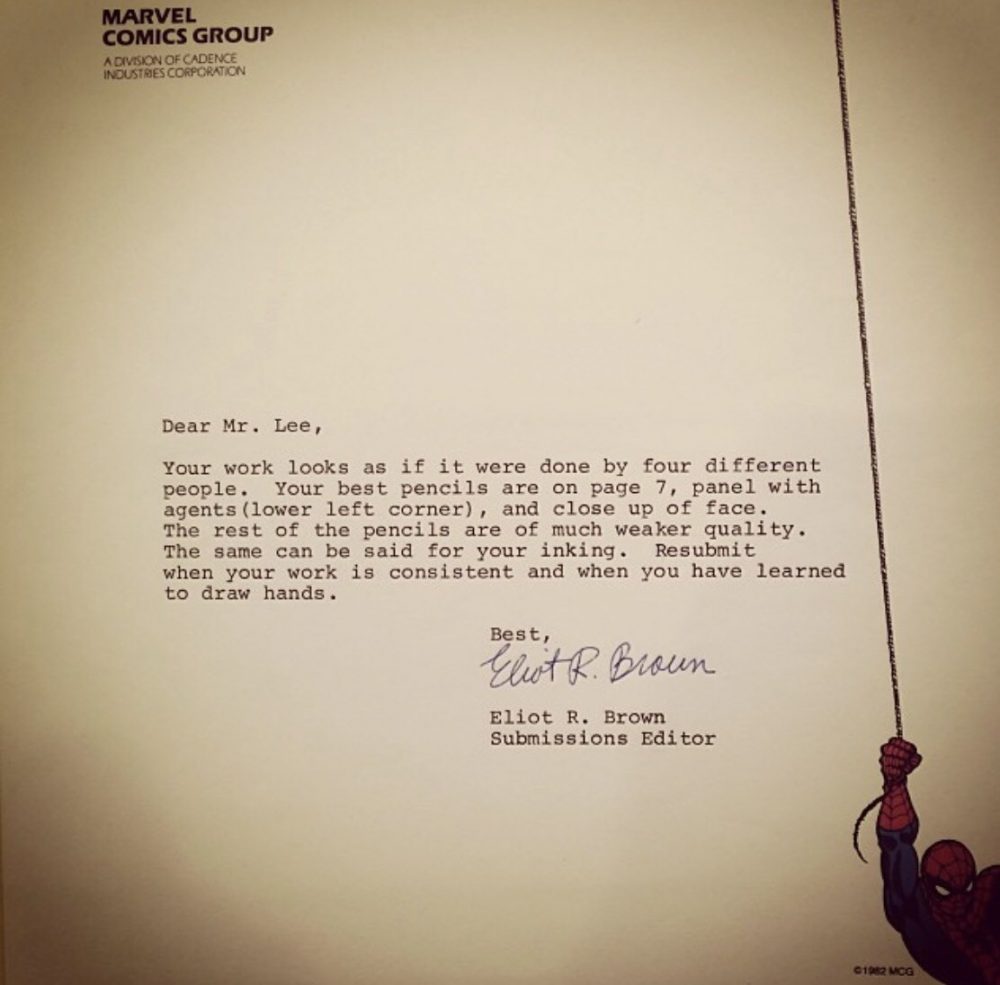 MARVEL
COMICS GROUP
A DIVISION OF CADENCE
INDUSTRIES CORPORATION
Dear Mr. Lee,
Your work looks as if it were done by four different
people.  Your best pencils are on page 7, panel with
agents(lower left corner), and close up of face.
The rest of the pencils are of much weaker quality.
The same can be said for your inking.  Resubmit
when your work is consistent and when you have learned
to draw hands.
Best,
Eliot R. Brown
Eliot R. Brown
Submissions Editor
©1982 MCG